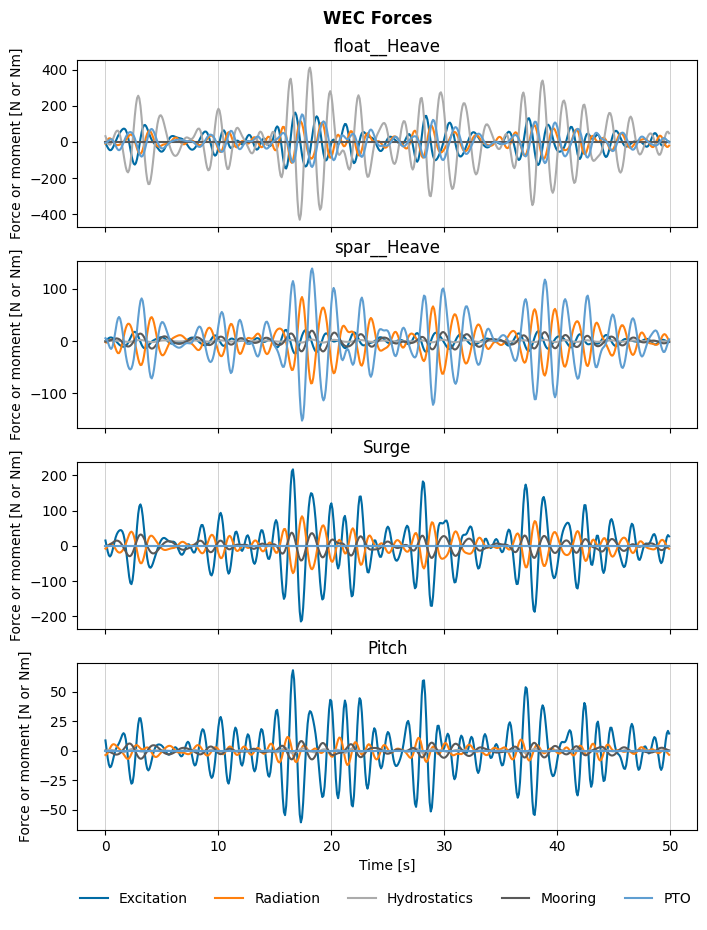 WEC Forces
float__Heave
Force or moment [N or Nm]
400
200
0
−200
−400
spar__Heave
Force or moment [N or Nm]
100
0
−100
Surge
Force or moment [N or Nm]
200
100
0
−100
−200
Pitch
Force or moment [N or Nm]
50
25
0
−25
−50
0 10 20 30 40 50
Time [s]
Excitation Radiation Hydrostatics Mooring PTO